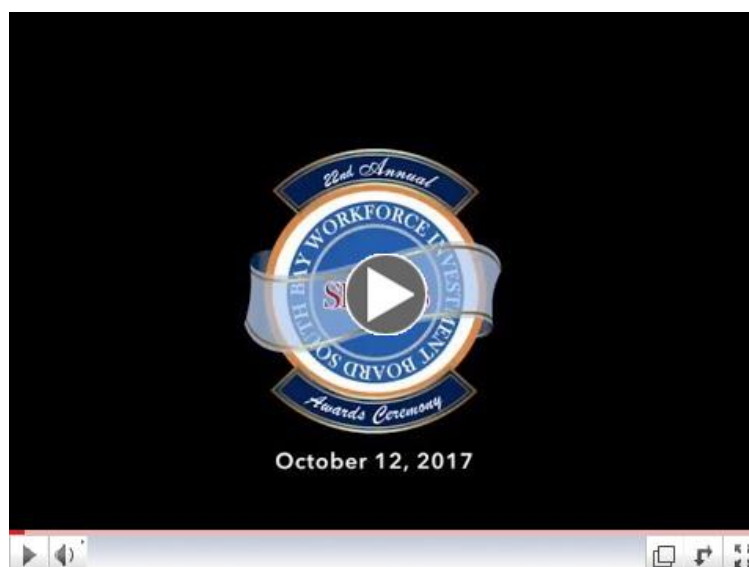 22nd Annual
SOUTH BAY WORKFORCE INVESTMENT BOARD
Awards Ceremony
October 12, 2017